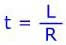 t = L/R